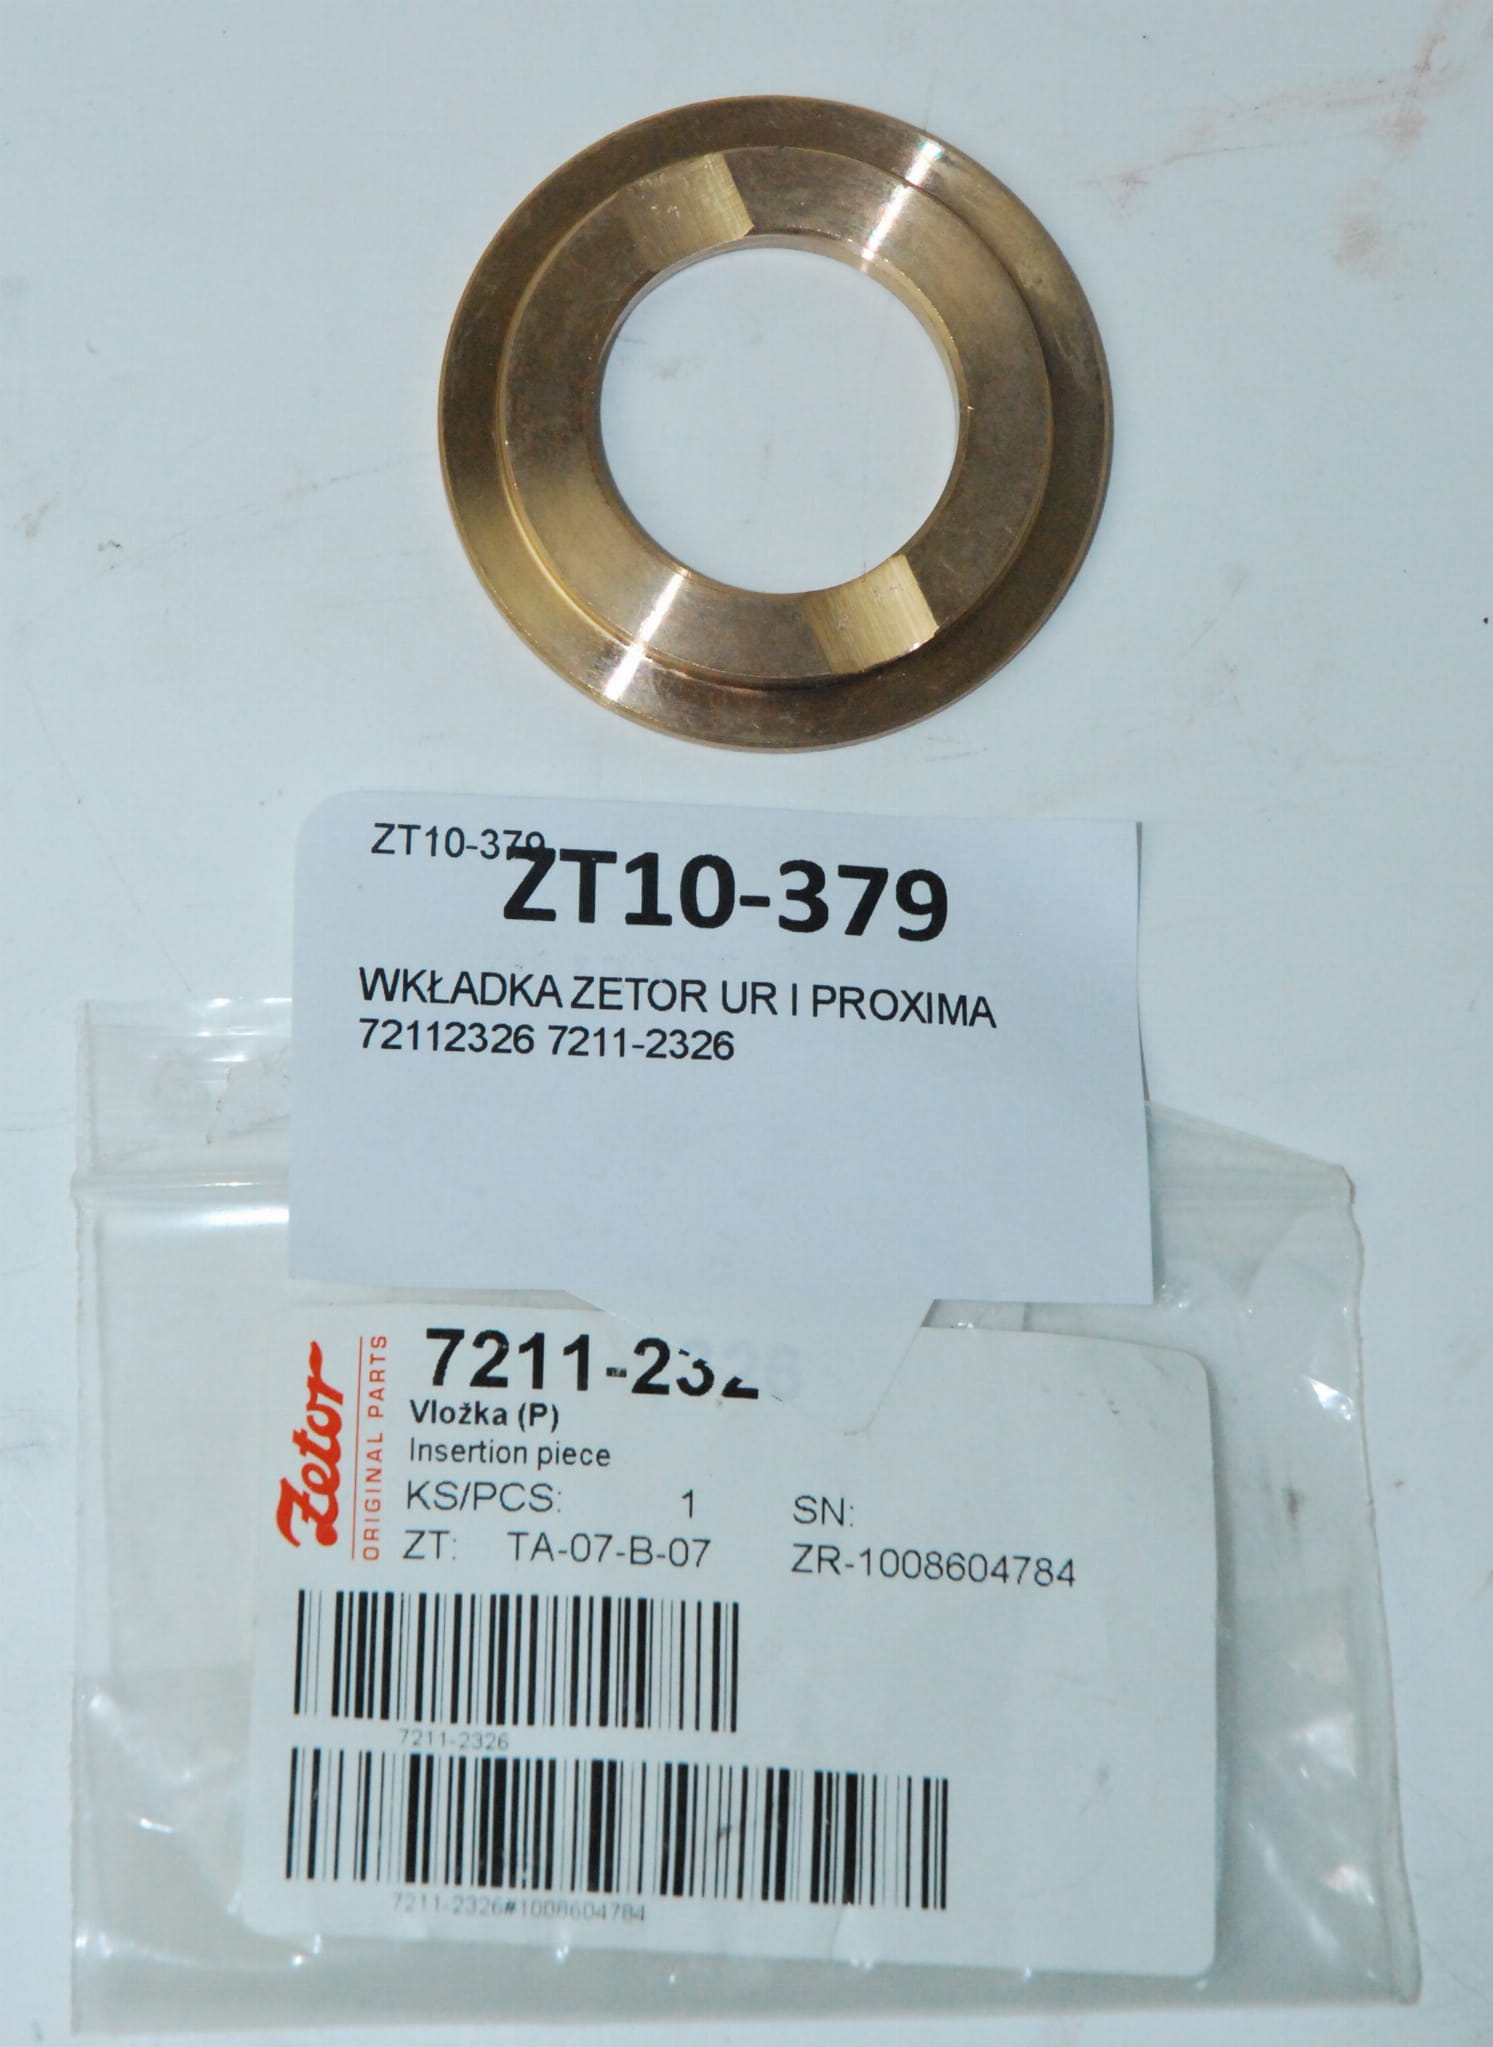 ZT10-379
ZT10-379
WKŁADKA ZETOR UR I PROXIMA
72112326 7211-2326
7211-2326
Vložka (P)
Insertion piece
KS/PCS: 1 SN:
ZT: TA-07-B-07 ZR-1008604784
Zetor
ORIGINAL PARTS
7211-2326
7211-2326#1008604784